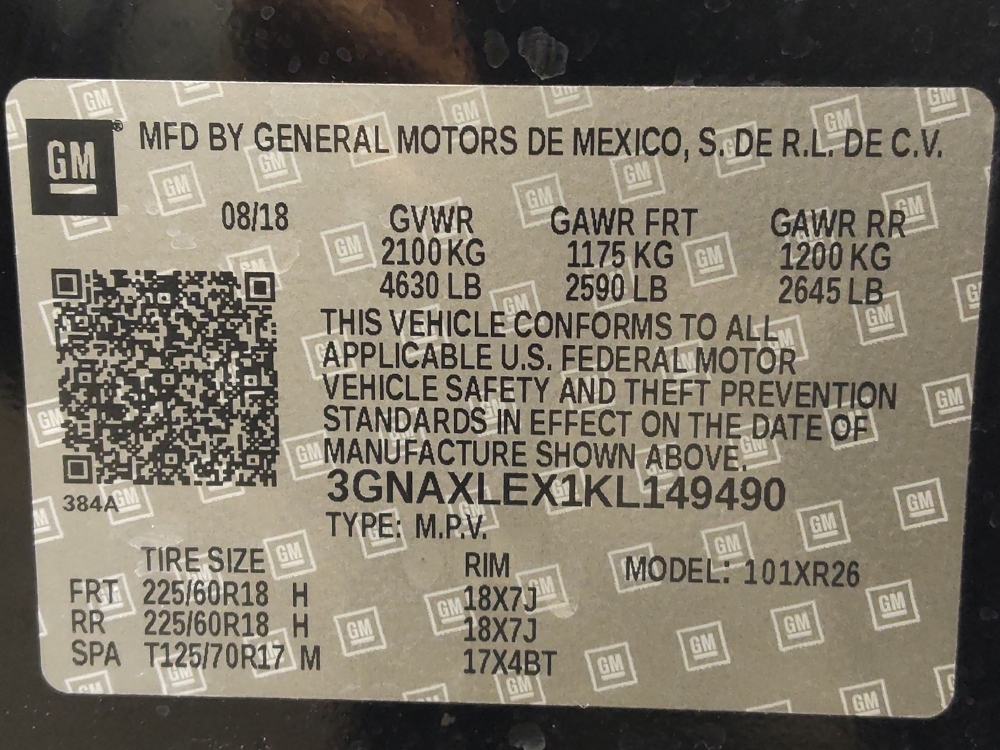 GM® MFD BY GENERAL MOTORS DE MEXICO, S. DE R.L. DE C.V.
08/18 GVWR GAWR FRT GAWR RR
2100 KG 1175 KG 1200 KG
4630 LB 2590 LB 2645 LB
THIS VEHICLE CONFORMS TO ALL
APPLICABLE U.S. FEDERAL MOTOR
VEHICLE SAFETY AND THEFT PREVENTION
STANDARDS IN EFFECT ON THE DATE OF
MANUFACTURE SHOWN ABOVE.
3GNAXLEX1KL149490
384A
TYPE: M.P.V.
TIRE SIZE RIM MODEL: 101XR26
FRT 225/60R18 H 18X7J
RR 225/60R18 H 18X7J
SPA T125/70R17 M 17X4BT